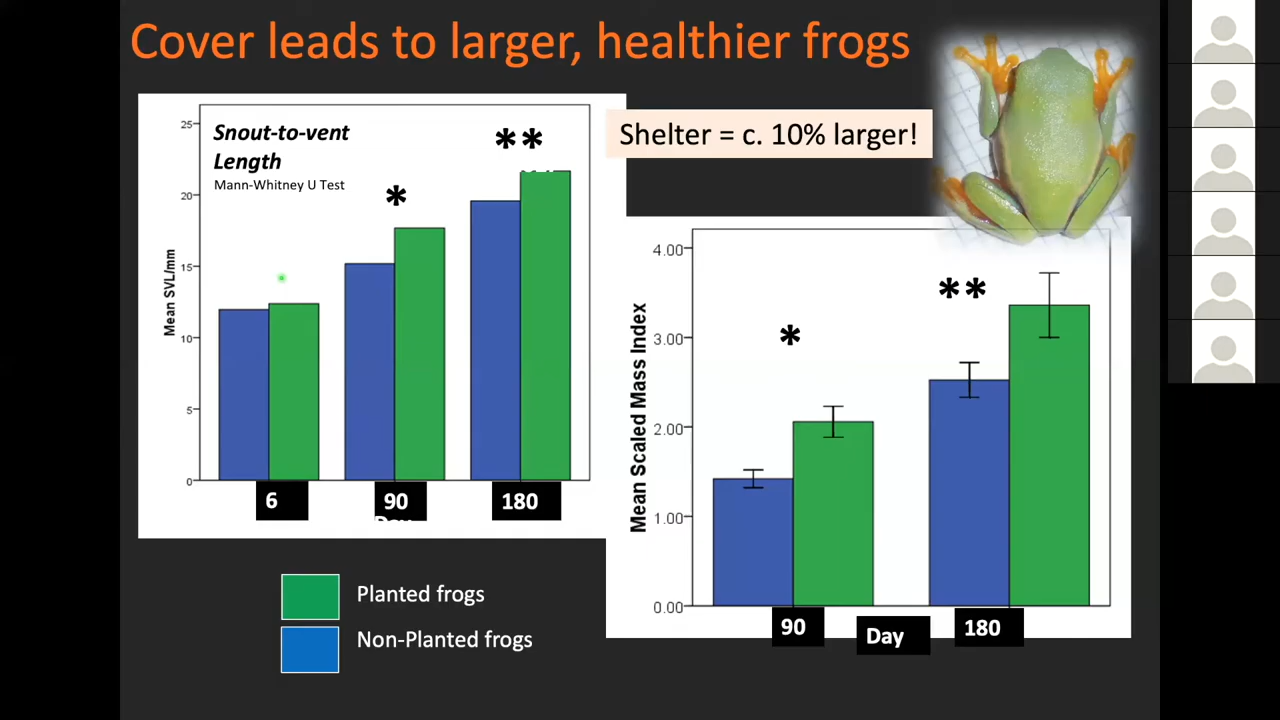 Cover leads to larger, healthier frogs
Snout-to-vent
Length
Mann-Whitney U Test
*
**
Mean SVL/mm
25
20
15
10
5
0
6
90
180
Day
Shelter = c. 10% larger!
Mean Scaled Mass Index
4.00
3.00
2.00
1.00
0.00
*
**
90
Day
180
Planted frogs
Non-Planted frogs